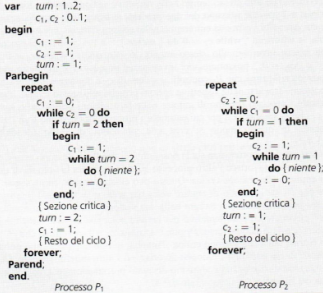 var turn : 1..2;
c1, c2 : 0..1;
begin
c1 : = 1;
c2 : = 1;
turn : = 1;
Parbegin
repeat
c1 : = 0;
while c2 = 0 do
if turn = 2 then
begin
c1 : = 1;
while turn = 2
do { niente };
c1 : = 0;
end;
{ Sezione critica }
turn : = 2;
c1 : = 1;
{ Resto del ciclo }
forever;
Parend;
end.
Processo P1
repeat
c2 : = 0;
while c1 = 0 do
if turn = 1 then
begin
c2 : = 1;
while turn = 1
do { niente };
c2 : = 0;
end;
{ Sezione critica }
turn : = 1;
c2 : = 1;
{ Resto del ciclo }
forever;
Processo P2